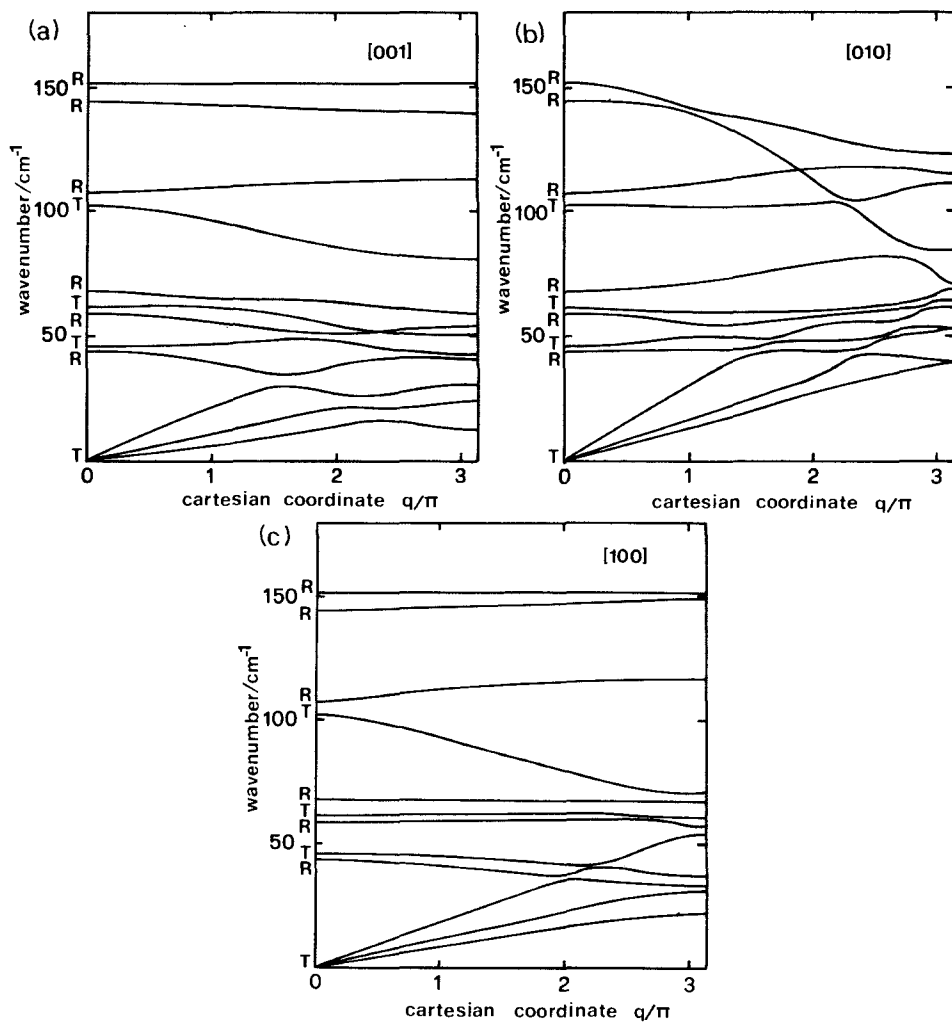 (a)
[001]
150
100
50
R
R
R
T
R
T
R
T
R
T
wavenumber/cm⁻¹
0 1 2 3
cartesian coordinate q/π
(b)
[010]
150
100
50
R
R
R
T
R
T
R
T
R
T
wavenumber/cm⁻¹
0 1 2 3
cartesian coordinate q/π
(c)
[100]
150
100
50
R
R
R
T
R
T
R
T
R
T
wavenumber/cm⁻¹
0 1 2 3
cartesian coordinate q/π